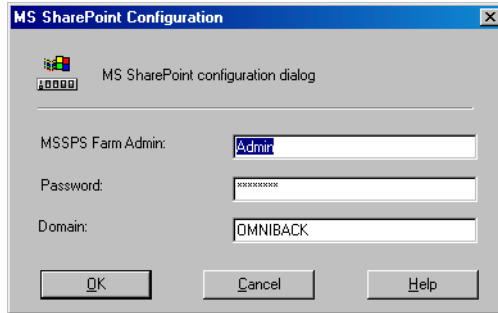 MS SharePoint Configuration
MS SharePoint configuration dialog
MSSPS Farm Admin: Admin
Password: ********
Domain: OMNIBACK
OK Cancel Help